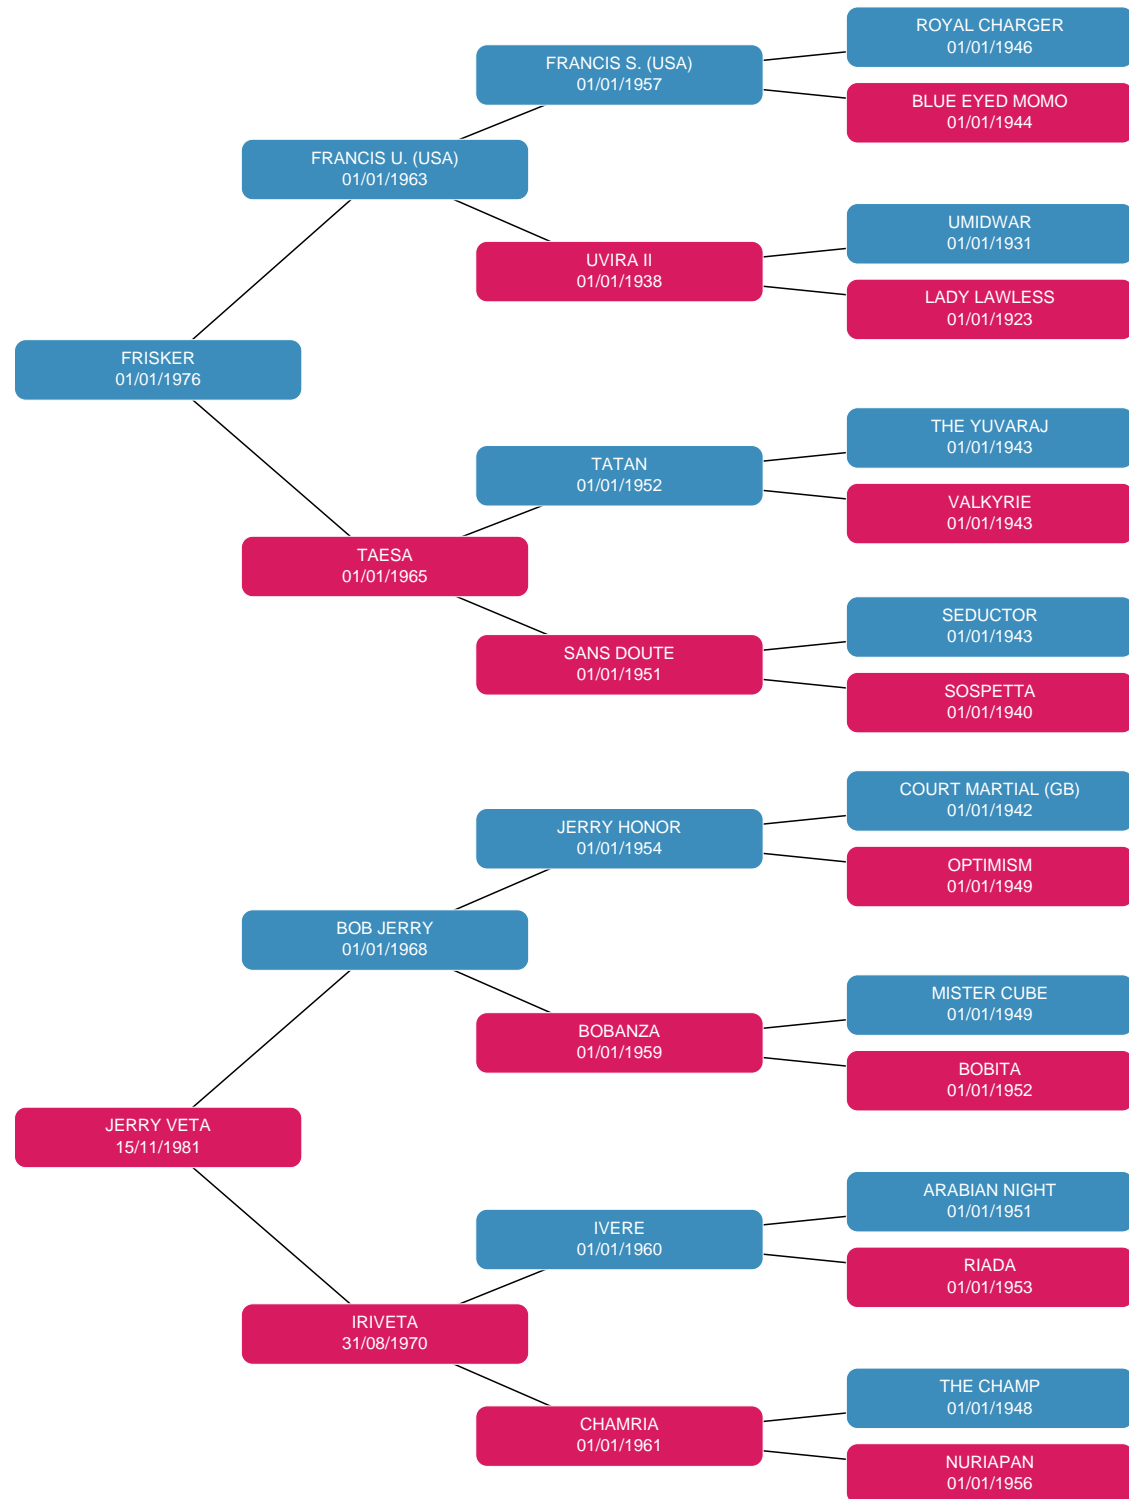 ROYAL CHARGER
01/01/1946
FRANCIS S. (USA)
01/01/1957
BLUE EYED MOMO
01/01/1944
FRANCIS U. (USA)
01/01/1963
UMIDWAR
01/01/1931
UVIRA II
01/01/1938
LADY LAWLESS
01/01/1923
FRISKER
01/01/1976
THE YUVARAJ
01/01/1943
TATAN
01/01/1952
VALKYRIE
01/01/1943
TAESA
01/01/1965
SEDUCTOR
01/01/1943
SANS DOUTE
01/01/1951
SOSPETTA
01/01/1940
COURT MARTIAL (GB)
01/01/1942
JERRY HONOR
01/01/1954
OPTIMISM
01/01/1949
BOB JERRY
01/01/1968
MISTER CUBE
01/01/1949
BOBANZA
01/01/1959
BOBITA
01/01/1952
JERRY VETA
15/11/1981
ARABIAN NIGHT
01/01/1951
IVERE
01/01/1960
RIADA
01/01/1953
IRIVETA
31/08/1970
THE CHAMP
01/01/1948
CHAMRIA
01/01/1961
NURIAPAN
01/01/1956